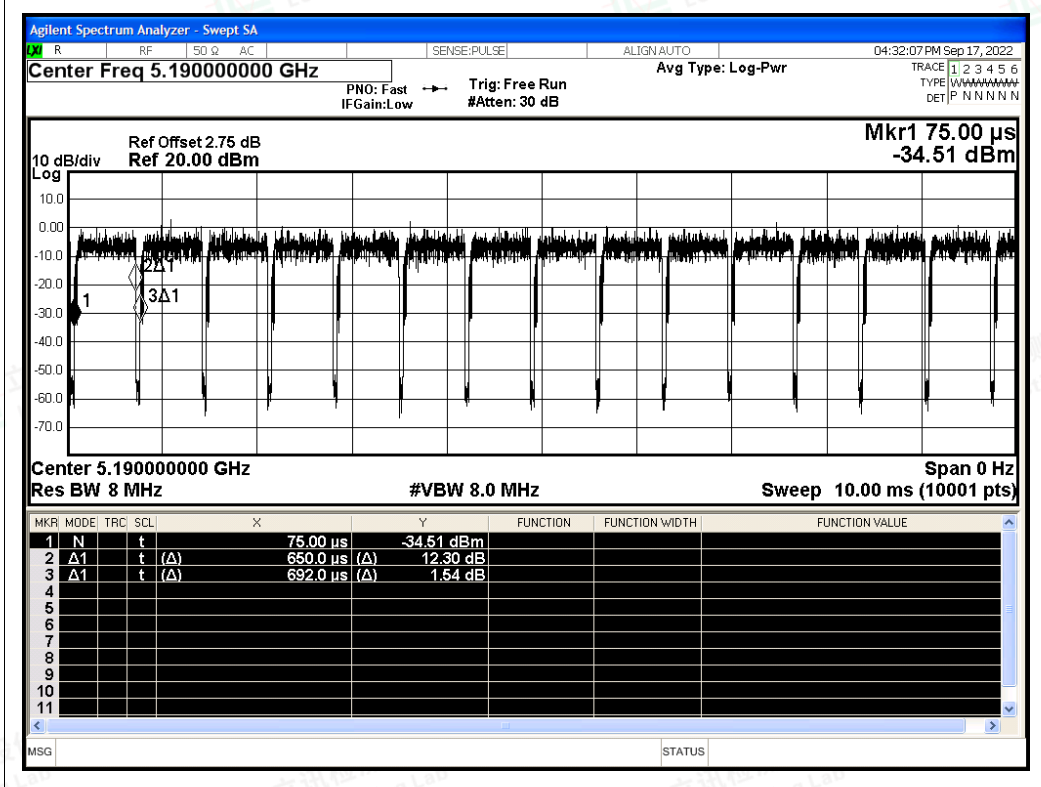 Agilent Spectrum Analyzer - Swept SA
LXI R RF 50 Ω AC SENSE:PULSE ALIGN AUTO 04:32:07 PM Sep 17, 2022
Center Freq 5.190000000 GHz
PNO: Fast
IFGain:Low
Trig: Free Run
#Atten: 30 dB
Avg Type: Log-Pwr
TRACE 1 2 3 4 5 6
TYPE
DET P N N N N N
Ref Offset 2.75 dB
10 dB/div Ref 20.00 dBm
Log
Mkr1 75.00 µs
-34.51 dBm
10.0
0.00
-10.0
-20.0
-30.0
-40.0
-50.0
-60.0
-70.0
2Δ1
3Δ1
1
Center 5.190000000 GHz Span 0 Hz
Res BW 8 MHz #VBW 8.0 MHz Sweep 10.00 ms (10001 pts)
MKR MODE TRC SCL X Y FUNCTION FUNCTION WIDTH FUNCTION VALUE
1 N t 75.00 µs -34.51 dBm
2 Δ1 t (Δ) 650.0 µs (Δ) 12.30 dB
3 Δ1 t (Δ) 692.0 µs (Δ) 1.54 dB
4
5
6
7
8
9
10
11
MSG STATUS